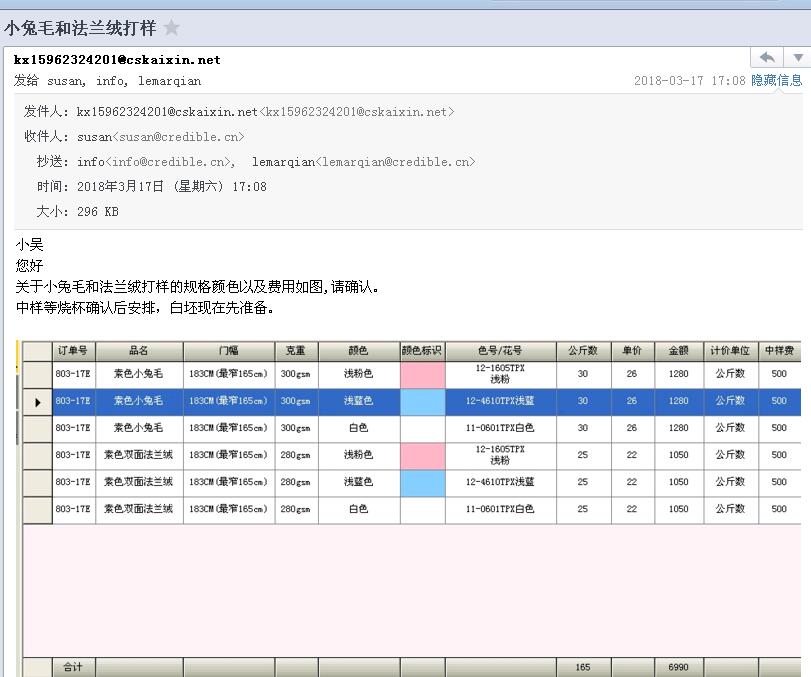 小兔毛和法兰绒打样
kx15962324201@cskaixin.net
发给 susan, info, lemarqian 2018-03-17 17:08 隐藏信息
发件人: kx15962324201@cskaixin.net<kx15962324201@cskaixin.net>
收件人: susan<susan@credible.cn>
抄送: info<info@credible.cn>, lemarqian<lemarqian@credible.cn>
时间: 2018年3月17日 (星期六) 17:08
大小: 296 KB
小吴
您好
关于小兔毛和法兰绒打样的规格颜色以及费用如图,请确认。
中样等烧杯确认后安排，白坯现在先准备。
订单号 品名 门幅 克重 颜色 颜色标识 色号/花号 公斤数 单价 金额 计价单位 中样费
803-17E 素色小兔毛 183CM(最窄165cm) 300gsm 浅粉色 12-1605TPX 浅粉 30 26 1280 公斤数 500
803-17E 素色小兔毛 183CM(最窄165cm) 300gsm 浅蓝色 12-4610TPX浅蓝 30 26 1280 公斤数 500
803-17E 素色小兔毛 183CM(最窄165cm) 300gsm 白色 11-0601TPX白色 30 26 1280 公斤数 500
803-17E 素色双面法兰绒 183CM(最窄165cm) 280gsm 浅粉色 12-1605TPX 浅粉 25 22 1050 公斤数 500
803-17E 素色双面法兰绒 183CM(最窄165cm) 280gsm 浅蓝色 12-4610TPX浅蓝 25 22 1050 公斤数 500
803-17E 素色双面法兰绒 183CM(最窄165cm) 280gsm 白色 11-0601TPX白色 25 22 1050 公斤数 500
合计 165 6990